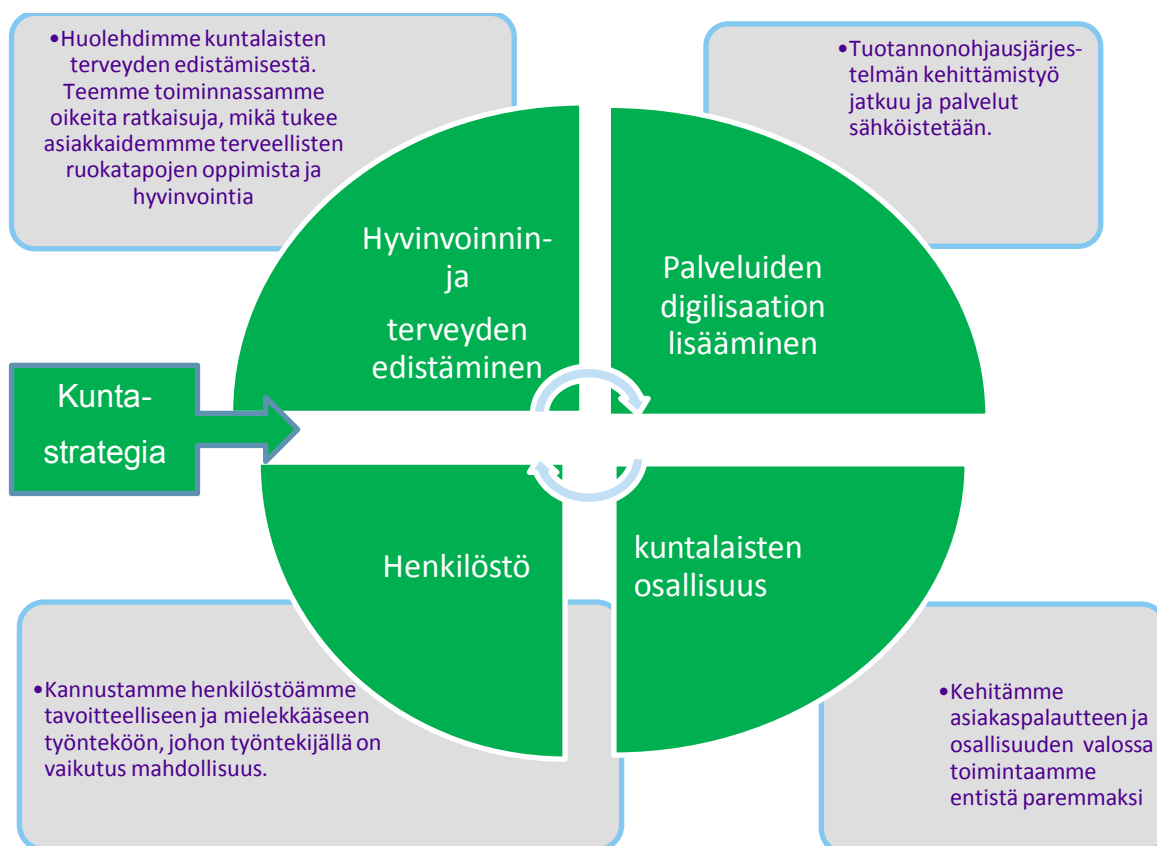 •Huolehdimme kuntalaisten
terveyden edistämisestä.
Teemme toiminnassamme
oikeita ratkaisuja, mikä tukee
asiakkaidemmme terveellisten
ruokatapojen oppimista ja
hyvinvointia
•Tuotannonohjausjärjes-
telmän kehittämistyö
jatkuu ja palvelut
sähköistetään.
Hyvinvoinnin-
ja
terveyden
edistäminen
Palveluiden
digilisaation
lisääminen
Kunta-
strategia
Henkilöstö
kuntalaisten
osallisuus
•Kannustamme henkilöstöämme
tavoitteelliseen ja mielekkääseen
työnteköön, johon työntekijällä on
vaikutus mahdollisuus.
•Kehitämme
asiakaspalautteen ja
osallisuuden valossa
toimintaamme
entistä paremmaksi